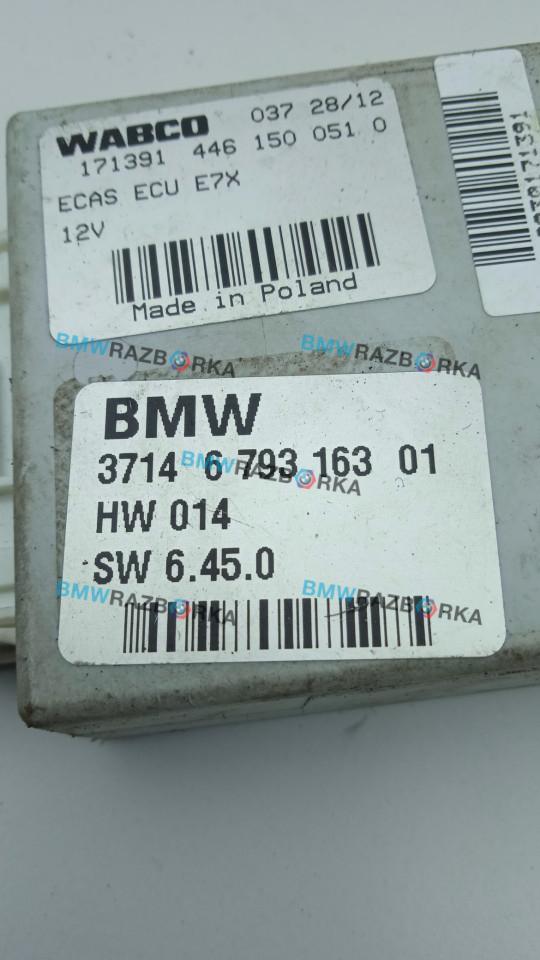 WABCO 037 28/12
171391 446 150 051 0
ECAS ECU E7X
12V
Made in Poland
BMWRAZBORKA BMWRAZBORKA
BMW
3714 6 793 163 01
BMWRAZBORKA
HW 014
SW 6.45.0
BMWRAZBORKA BMWRAZBORKA